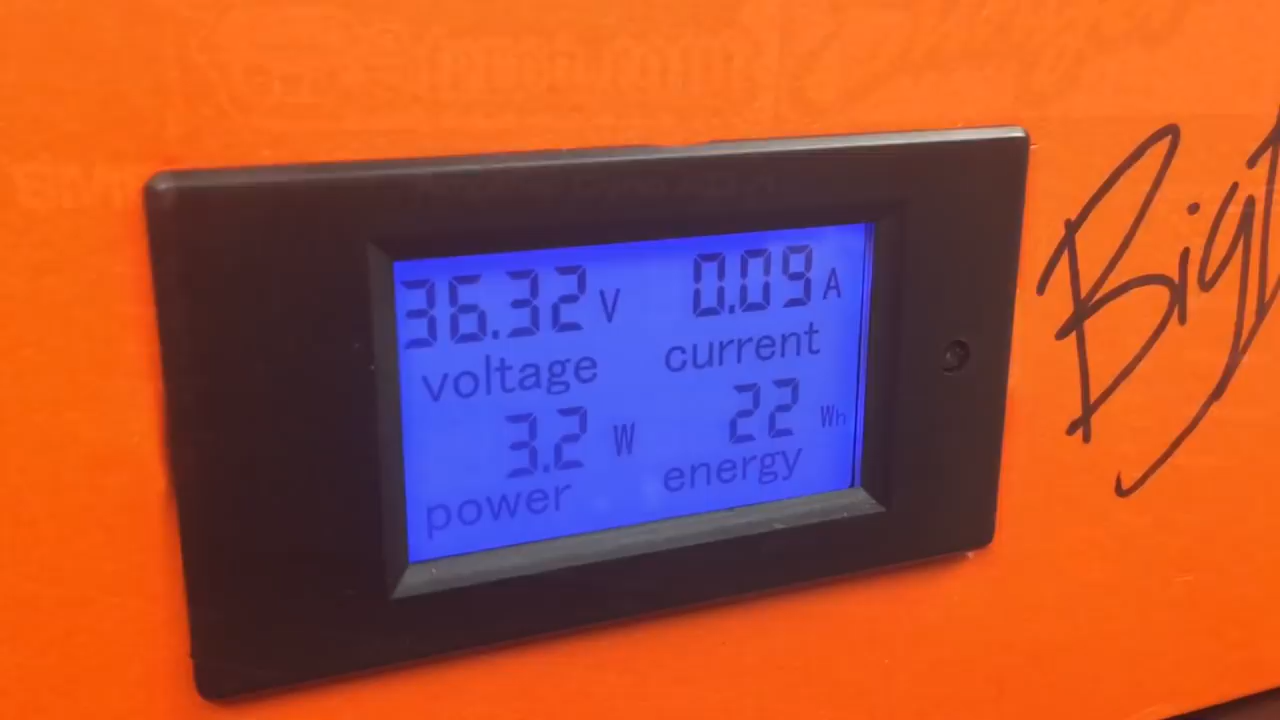 36.32 V 0.09 A
voltage current
3.2 W 22 Wh
power energy